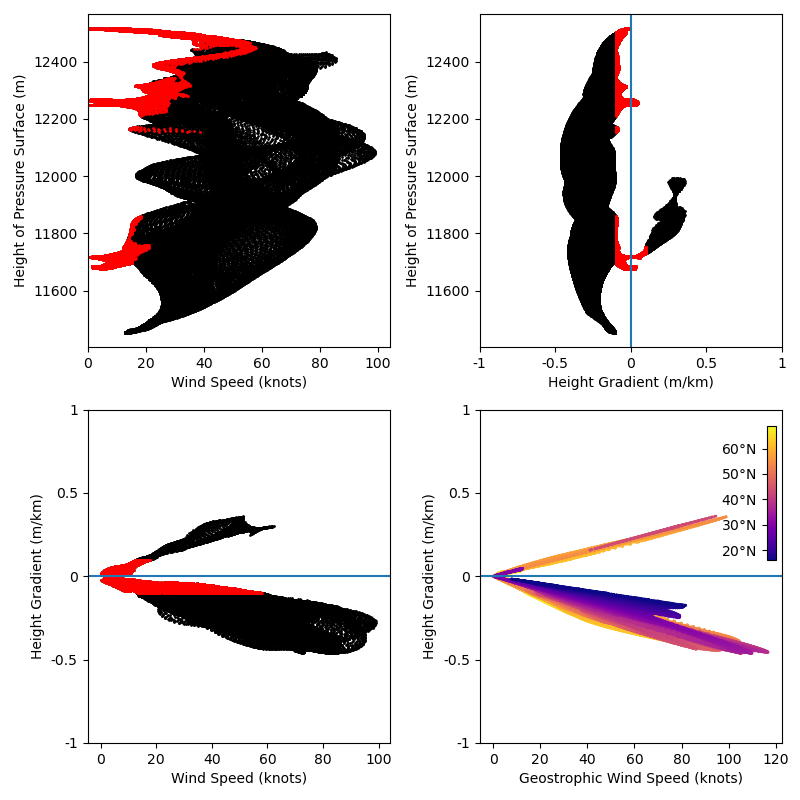 12400
12200
12000
11800
11600
Height of Pressure Surface (m)
0 20 40 60 80 100
Wind Speed (knots)
12400
12200
12000
11800
11600
Height of Pressure Surface (m)
-1 -0.5 0 0.5 1
Height Gradient (m/km)
1
0.5
0
-0.5
-1
Height Gradient (m/km)
0 20 40 60 80 100
Wind Speed (knots)
1
0.5
0
-0.5
-1
Height Gradient (m/km)
60°N
50°N
40°N
30°N
20°N
0 20 40 60 80 100 120
Geostrophic Wind Speed (knots)